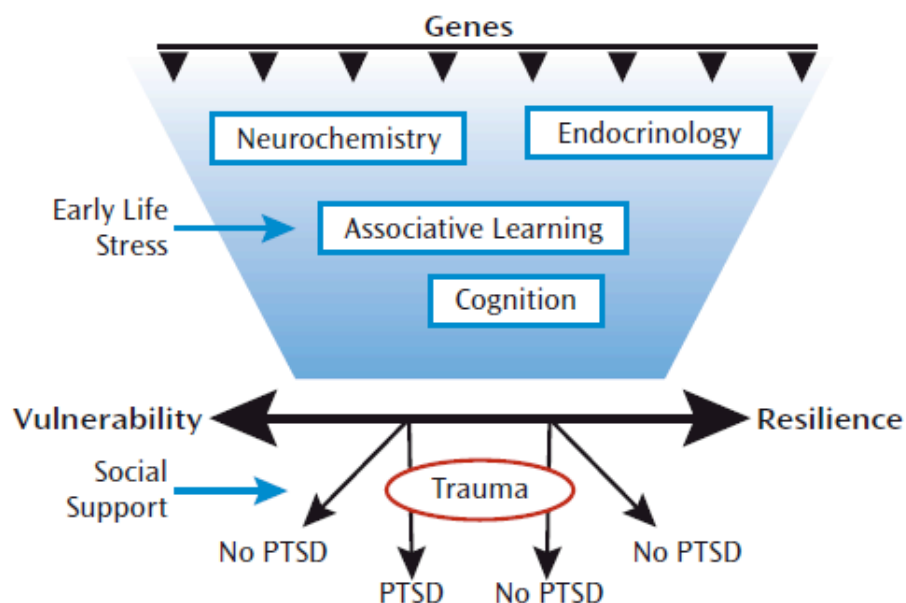 Genes
Neurochemistry
Endocrinology
Early Life
Stress
Associative Learning
Cognition
Vulnerability
Resilience
Social
Support
Trauma
No PTSD
No PTSD
PTSD
No PTSD